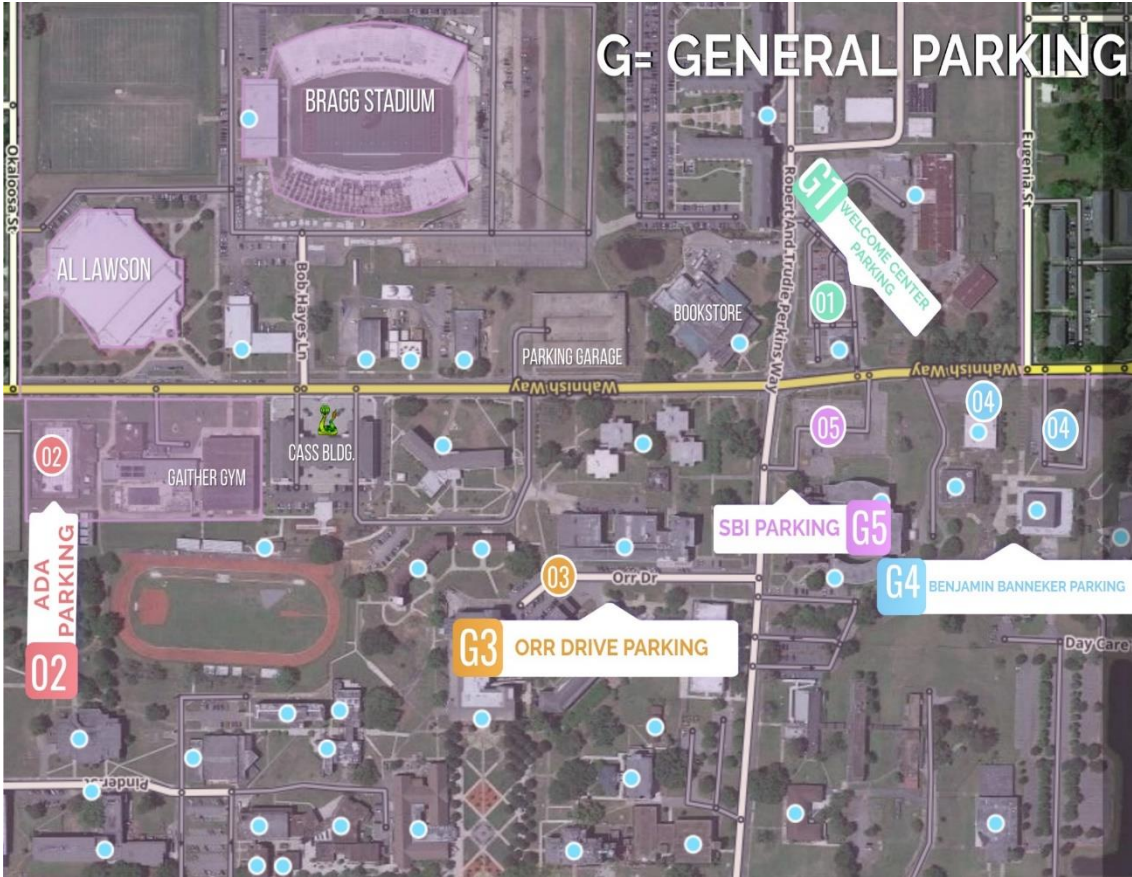 G= GENERAL PARKING
BRAGG STADIUM
Okaloosa St
Eugenia St
G1
WELCOME CENTER
PARKING
Robert And Trudie Perkins Way
AL LAWSON
Bob Hayes Ln
BOOKSTORE
01
PARKING GARAGE
Wahnish Way
Wahnish Way
04
04
05
02
CASS BLDG.
GAITHER GYM
SBI PARKING
G5
ADA
PARKING
02
03
Orr Dr
G4
BENJAMIN BANNEKER PARKING
G3
ORR DRIVE PARKING
Day Care
Pinder St